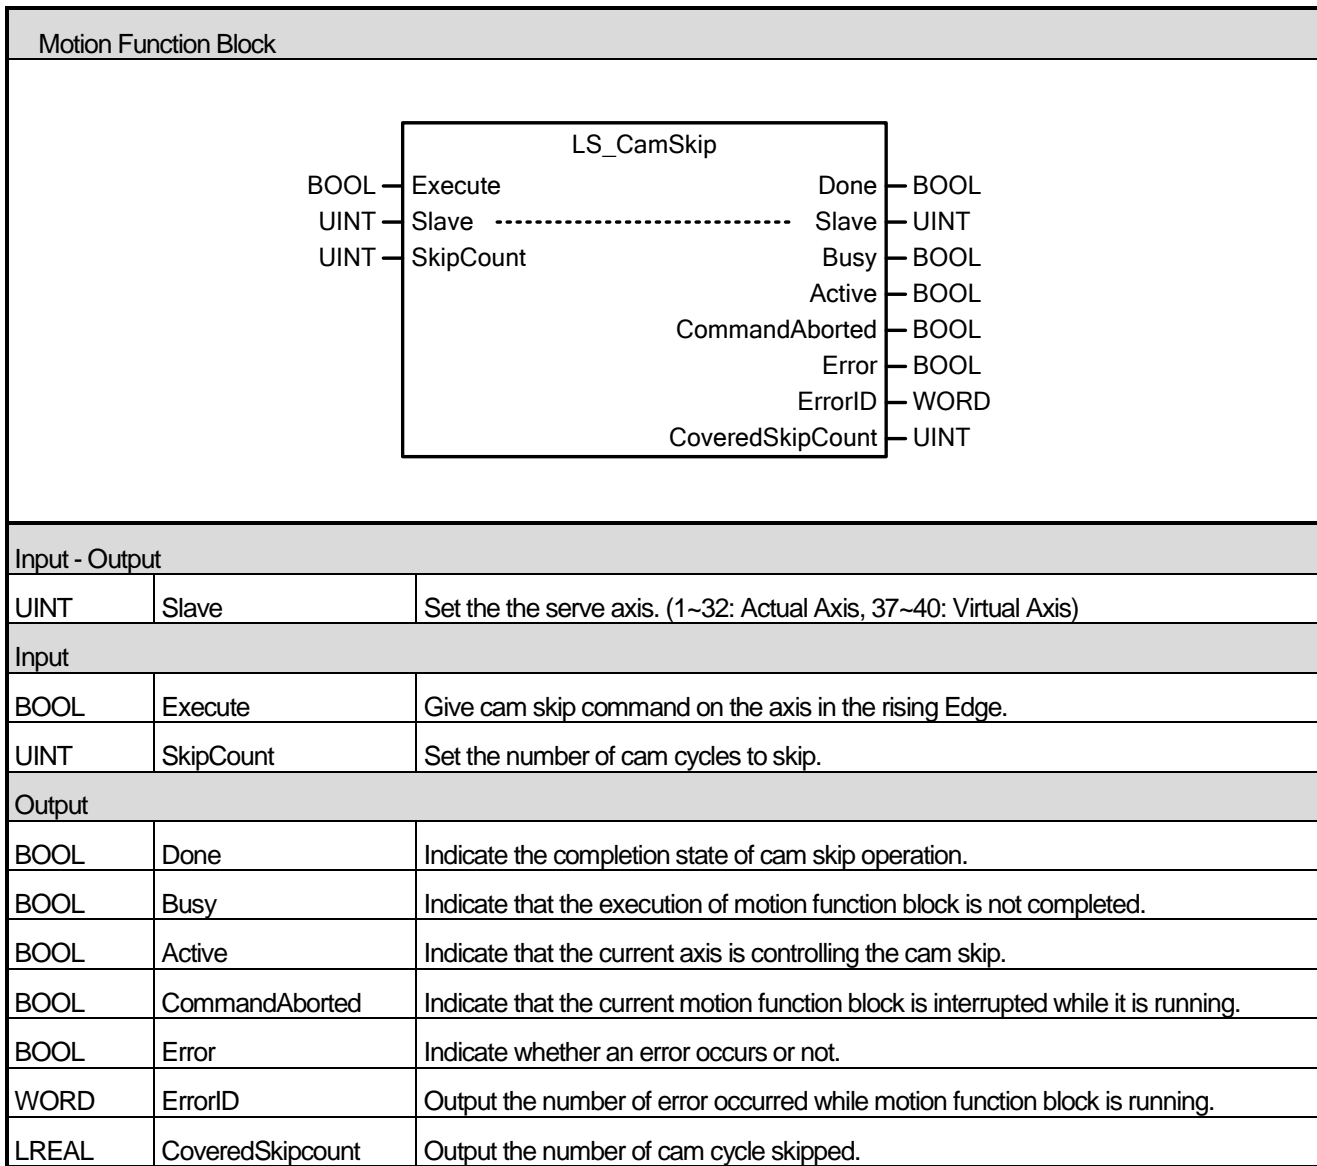 Motion Function Block
LS_CamSkip
BOOL Execute Done BOOL
UINT Slave Slave UINT
UINT SkipCount Busy BOOL
Active BOOL
CommandAborted BOOL
Error BOOL
ErrorID WORD
CoveredSkipCount UINT
Input - Output
UINT Slave Set the the serve axis. (1~32: Actual Axis, 37~40: Virtual Axis)
Input
BOOL Execute Give cam skip command on the axis in the rising Edge.
UINT SkipCount Set the number of cam cycles to skip.
Output
BOOL Done Indicate the completion state of cam skip operation.
BOOL Busy Indicate that the execution of motion function block is not completed.
BOOL Active Indicate that the current axis is controlling the cam skip.
BOOL CommandAborted Indicate that the current motion function block is interrupted while it is running.
BOOL Error Indicate whether an error occurs or not.
WORD ErrorID Output the number of error occurred while motion function block is running.
LREAL CoveredSkipcount Output the number of cam cycle skipped.